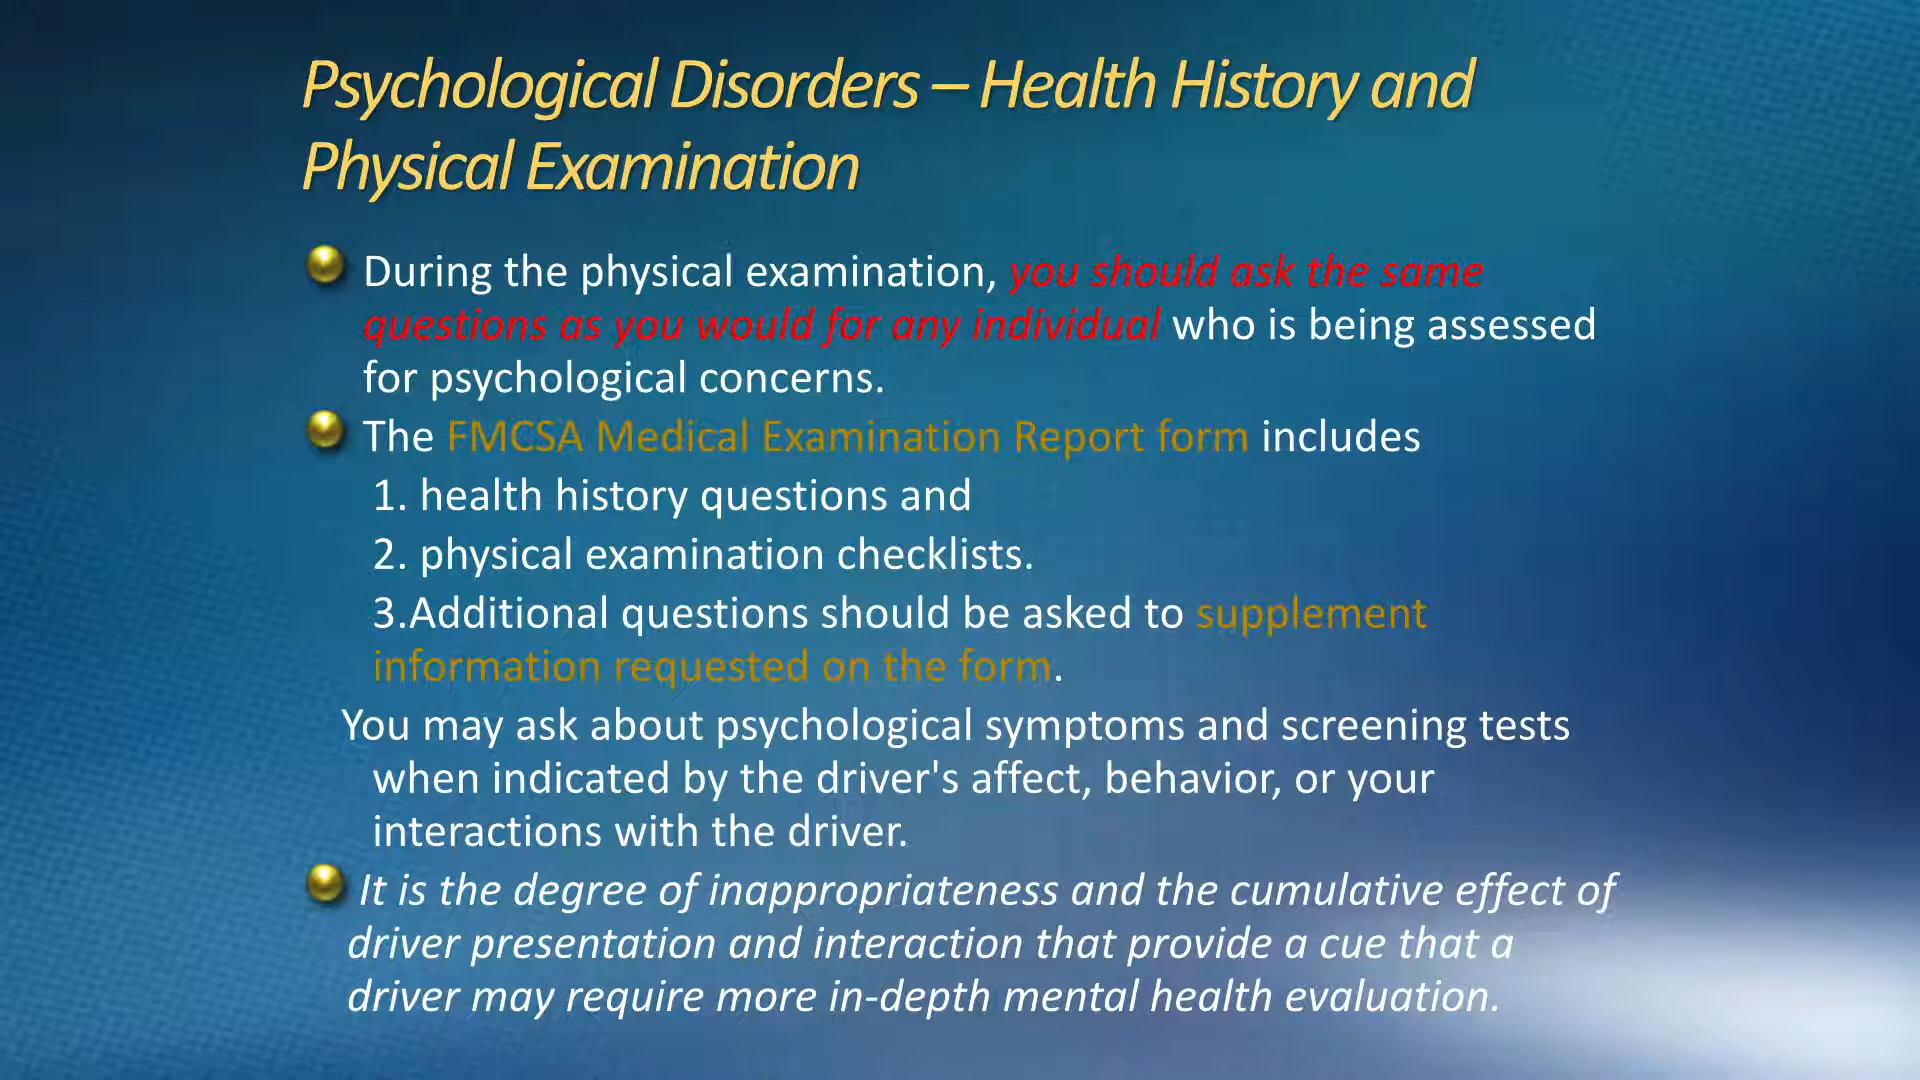 Psychological Disorders – Health History and
Physical Examination
During the physical examination, you should ask the same
questions as you would for any individual who is being assessed
for psychological concerns.
The FMCSA Medical Examination Report form includes
1. health history questions and
2. physical examination checklists.
3.Additional questions should be asked to supplement
information requested on the form.
You may ask about psychological symptoms and screening tests
when indicated by the driver's affect, behavior, or your
interactions with the driver.
It is the degree of inappropriateness and the cumulative effect of
driver presentation and interaction that provide a cue that a
driver may require more in-depth mental health evaluation.